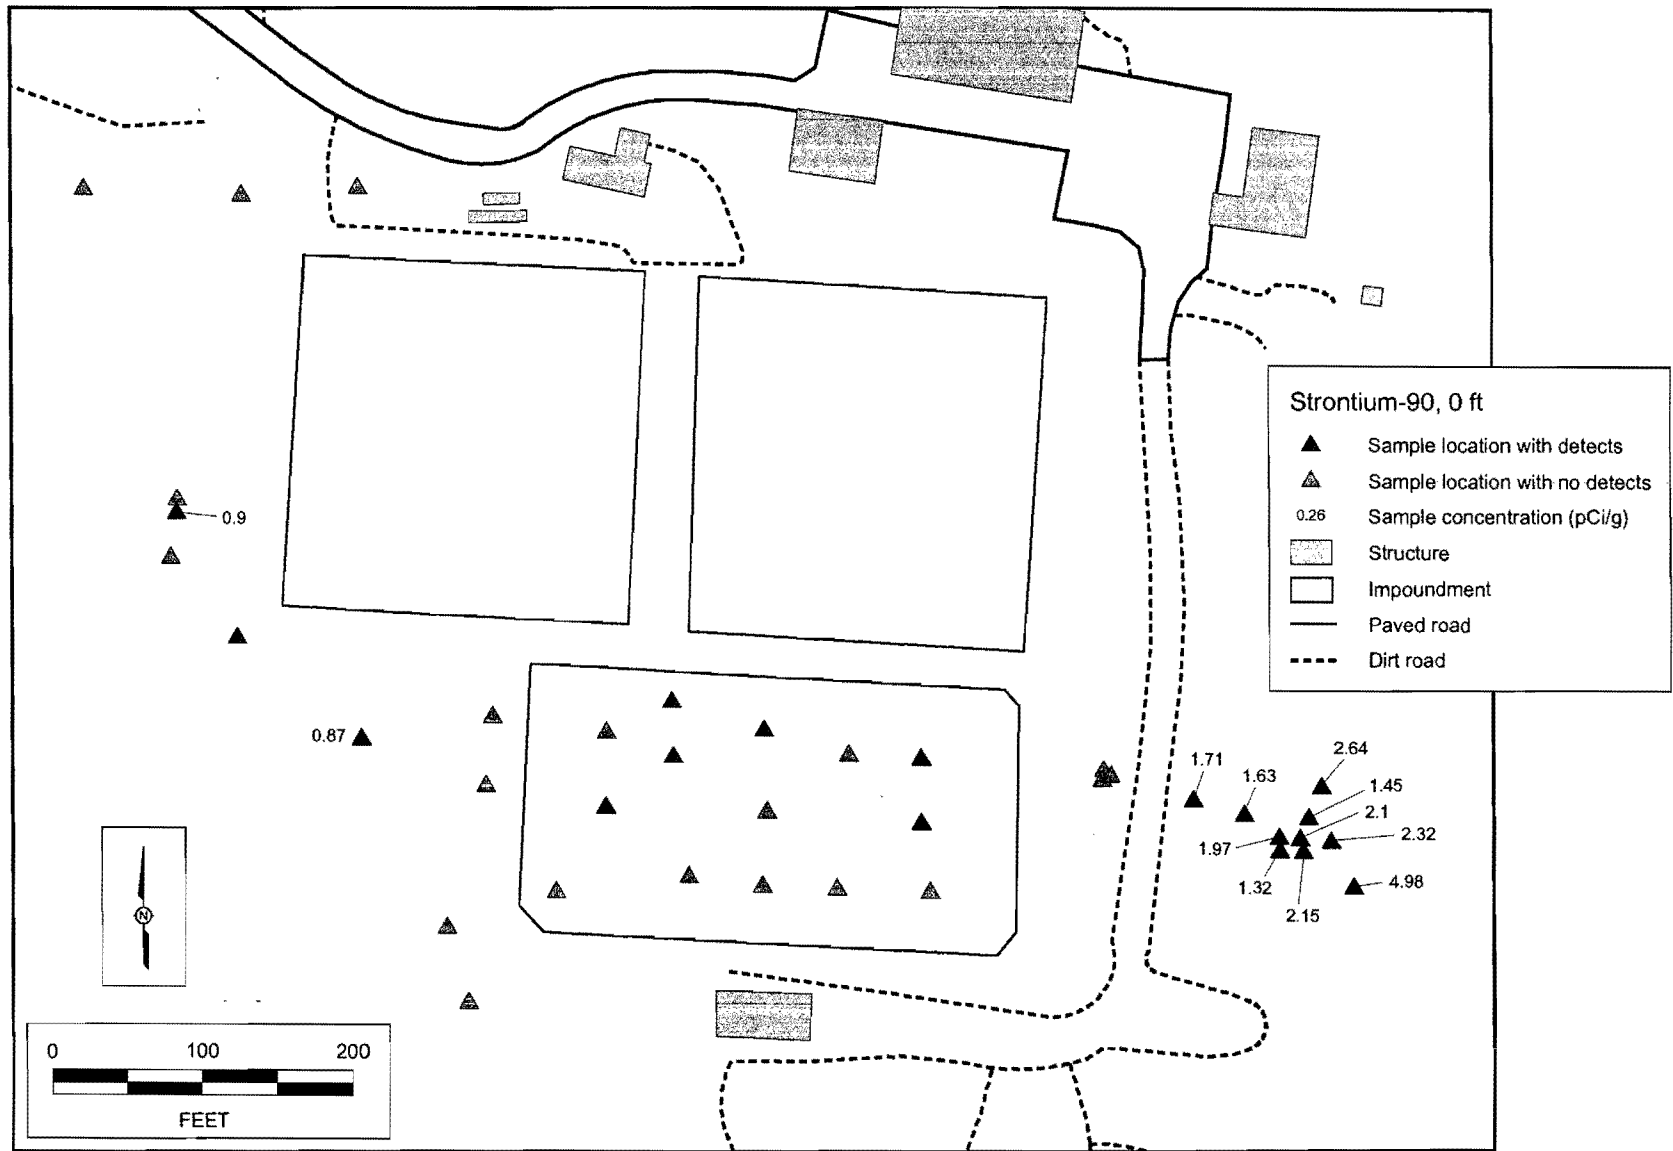 Strontium-90, 0 ft
Sample location with detects
Sample location with no detects
0.26 Sample concentration (pCi/g)
Structure
Impoundment
Paved road
Dirt road
0.9
0.87
1.71
1.63
2.64
1.45
2.1
2.32
1.97
1.32
4.98
2.15
N
0 100 200
FEET